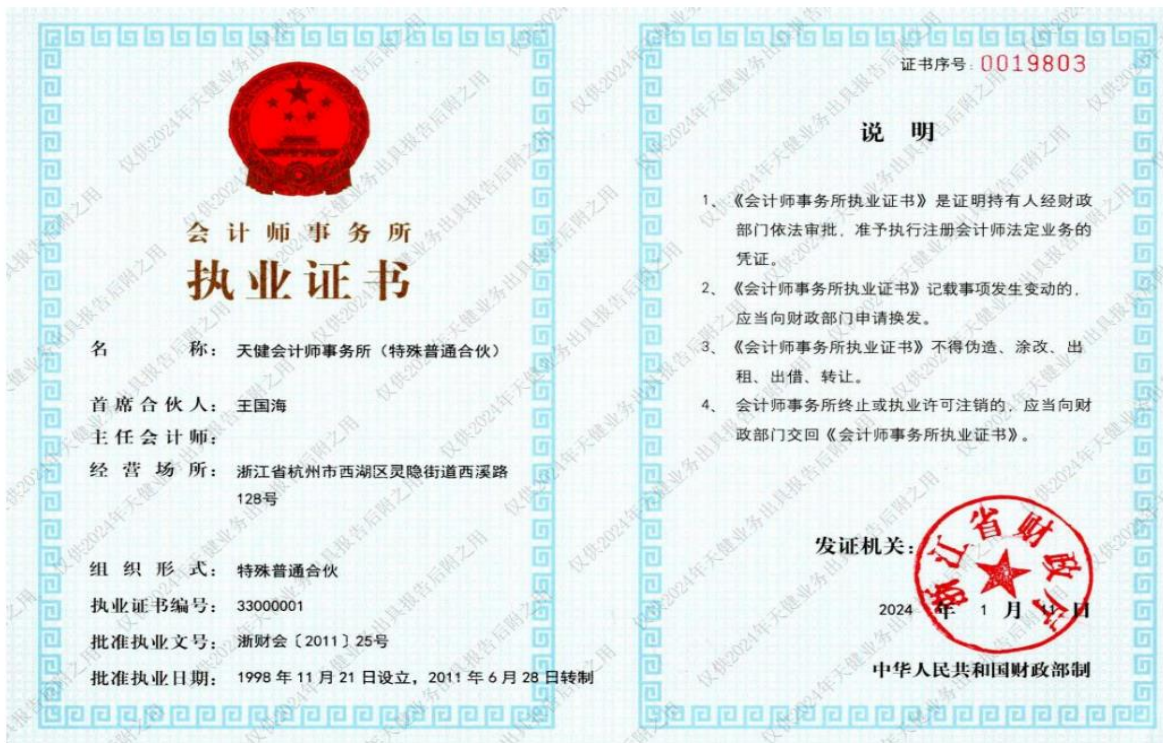 会计师事务所
执业证书
名 称： 天健会计师事务所（特殊普通合伙）
首席合伙人： 王国海
主任会计师：
经营场所： 浙江省杭州市西湖区灵隐街道西溪路
128号
组织形式： 特殊普通合伙
执业证书编号： 33000001
批准执业文号： 浙财会〔2011〕25号
批准执业日期： 1998年11月21日设立，2011年6月28日转制
证书序号：0019803
说 明
1、《会计师事务所执业证书》是证明持有人经财政
部门依法审批，准予执行注册会计师法定业务的
凭证。
2、《会计师事务所执业证书》记载事项发生变动的，
应当向财政部门申请换发。
3、《会计师事务所执业证书》不得伪造、涂改、出
租、出借、转让。
4、会计师事务所终止或执业许可注销的，应当向财
政部门交回《会计师事务所执业证书》。
发证机关：
浙江省财政厅
2024 年 1 月 11 日
中华人民共和国财政部制
仅供2024年天健业务出具报告后附之用